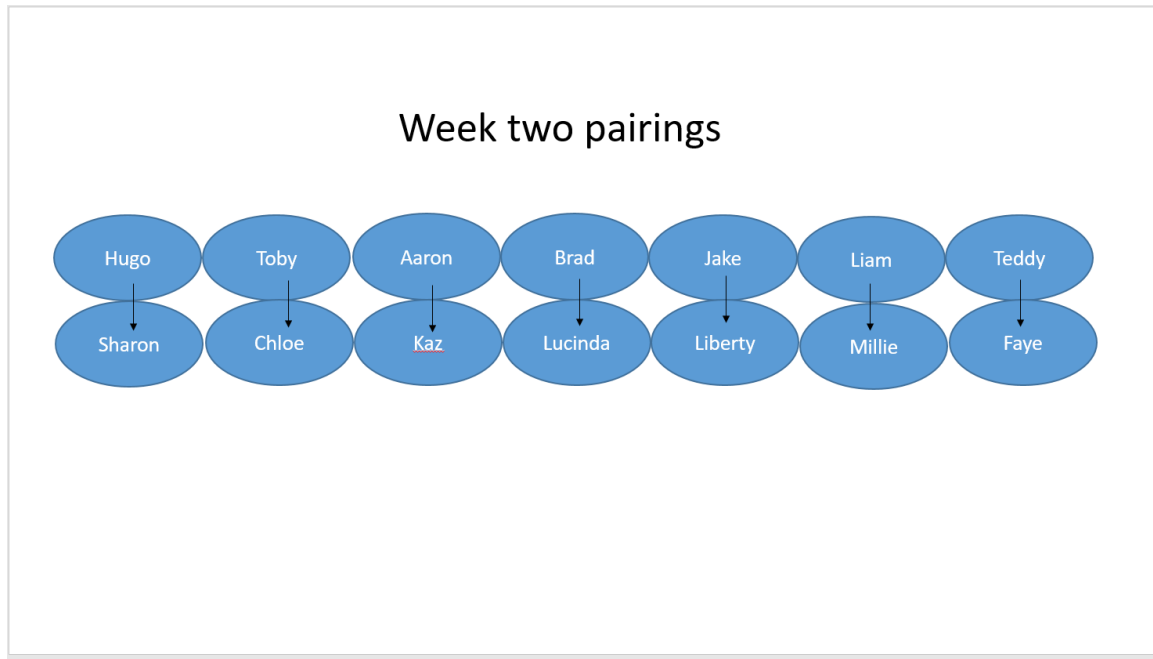 Week two pairings
Hugo Toby Aaron Brad Jake Liam Teddy
Sharon Chloe Kaz Lucinda Liberty Millie Faye